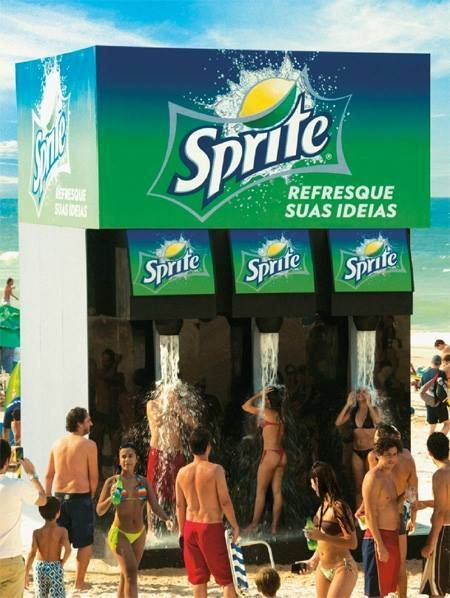 Sprite
REFRESQUE
SUAS IDEIAS
Sprite
REFRESQUE
SUAS IDEIAS
Sprite
Sprite
Sprite